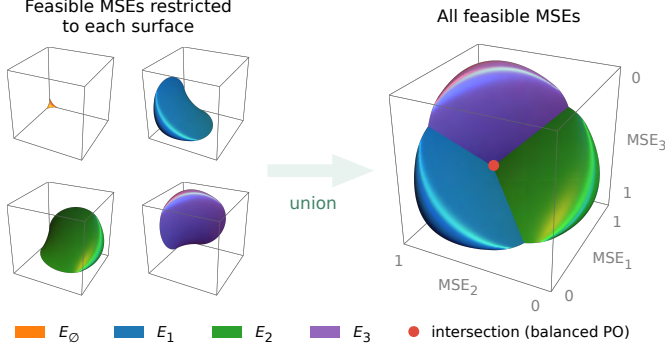 Feasible MSEs restricted
to each surface
All feasible MSEs
union
0
MSE₃
1
1
MSE₁
0
1
MSE₂
0
E∅
E₁
E₂
E₃
intersection (balanced PO)